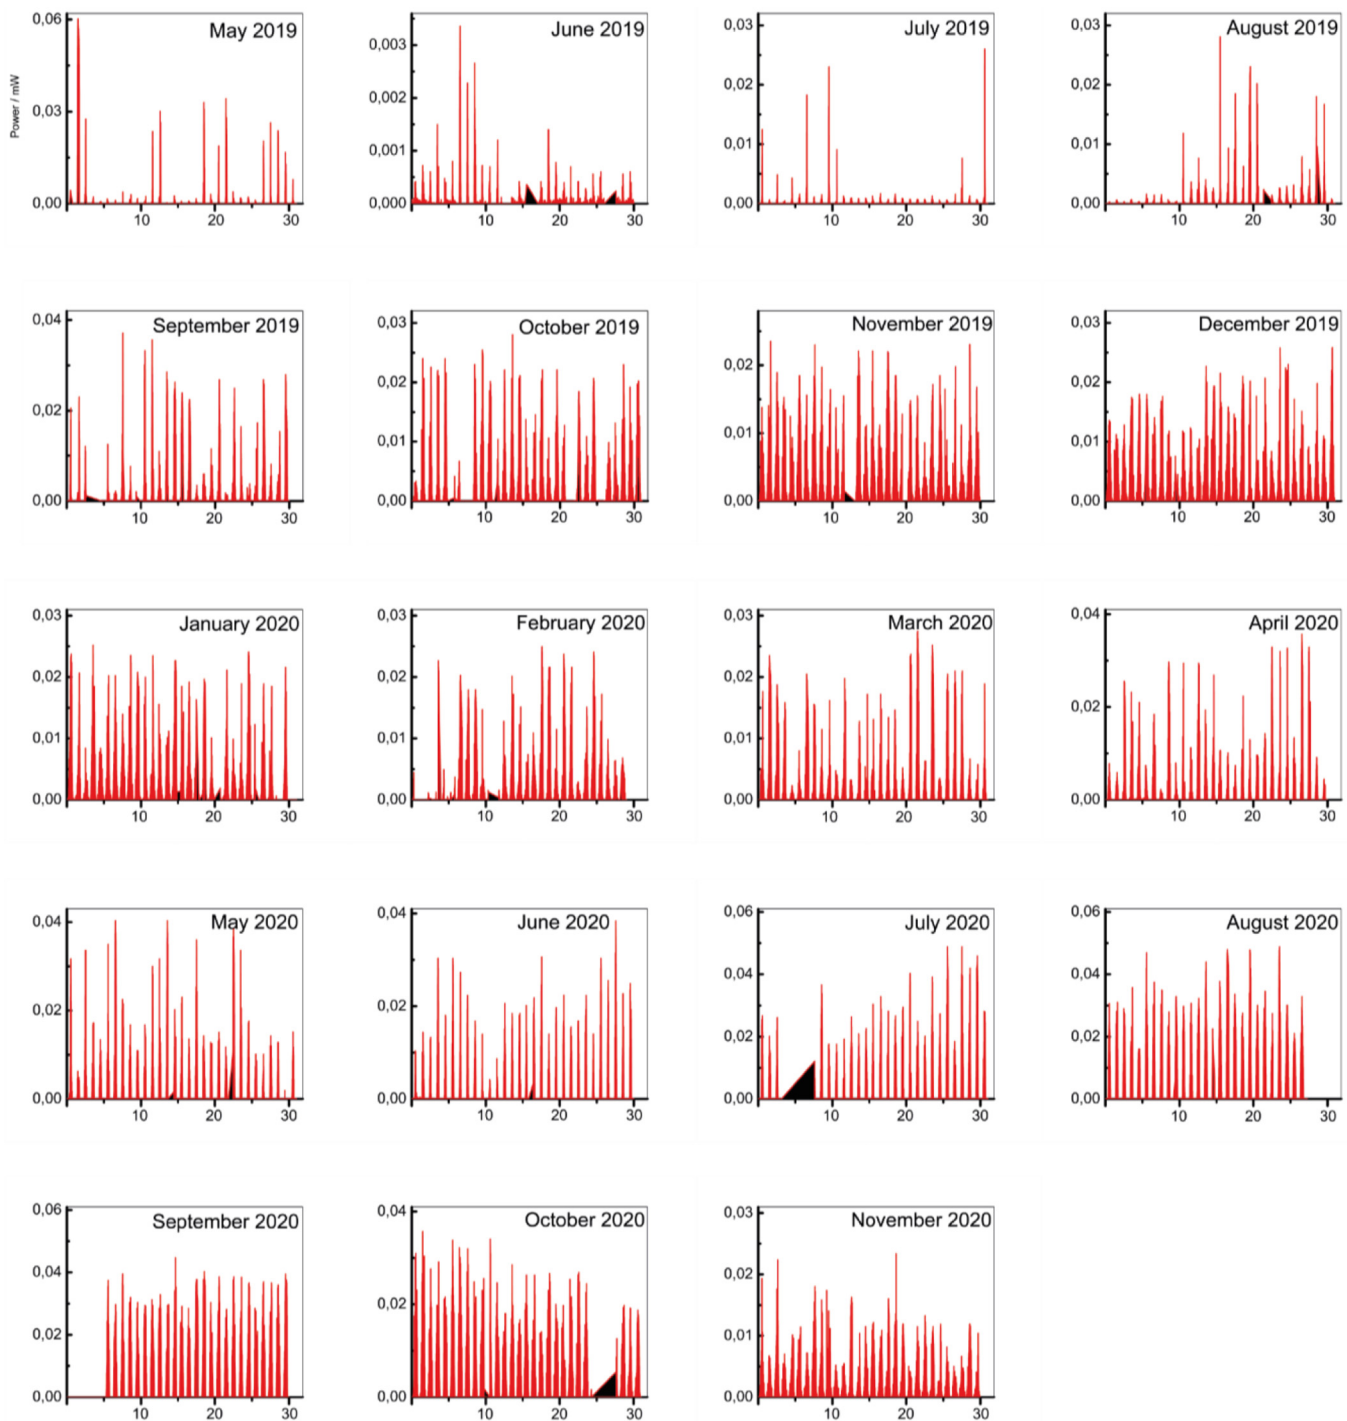 May 2019
Power / mW
0,06
0,03
0,00
10 20 30
June 2019
0,003
0,002
0,001
0,000
10 20 30
July 2019
0,03
0,02
0,01
0,00
10 20 30
August 2019
0,03
0,02
0,01
0,00
10 20 30
September 2019
0,04
0,02
0,00
10 20 30
October 2019
0,03
0,02
0,01
0,00
10 20 30
November 2019
0,02
0,01
0,00
10 20 30
December 2019
0,03
0,02
0,01
0,00
10 20 30
January 2020
0,03
0,02
0,01
0,00
10 20 30
February 2020
0,03
0,02
0,01
0,00
10 20 30
March 2020
0,03
0,02
0,01
0,00
10 20 30
April 2020
0,04
0,02
0,00
10 20 30
May 2020
0,04
0,02
0,00
10 20 30
June 2020
0,04
0,02
0,00
10 20 30
July 2020
0,06
0,04
0,02
0,00
10 20 30
August 2020
0,06
0,04
0,02
0,00
10 20 30
September 2020
0,06
0,04
0,02
0,00
10 20 30
October 2020
0,04
0,02
0,00
10 20 30
November 2020
0,03
0,02
0,01
0,00
10 20 30